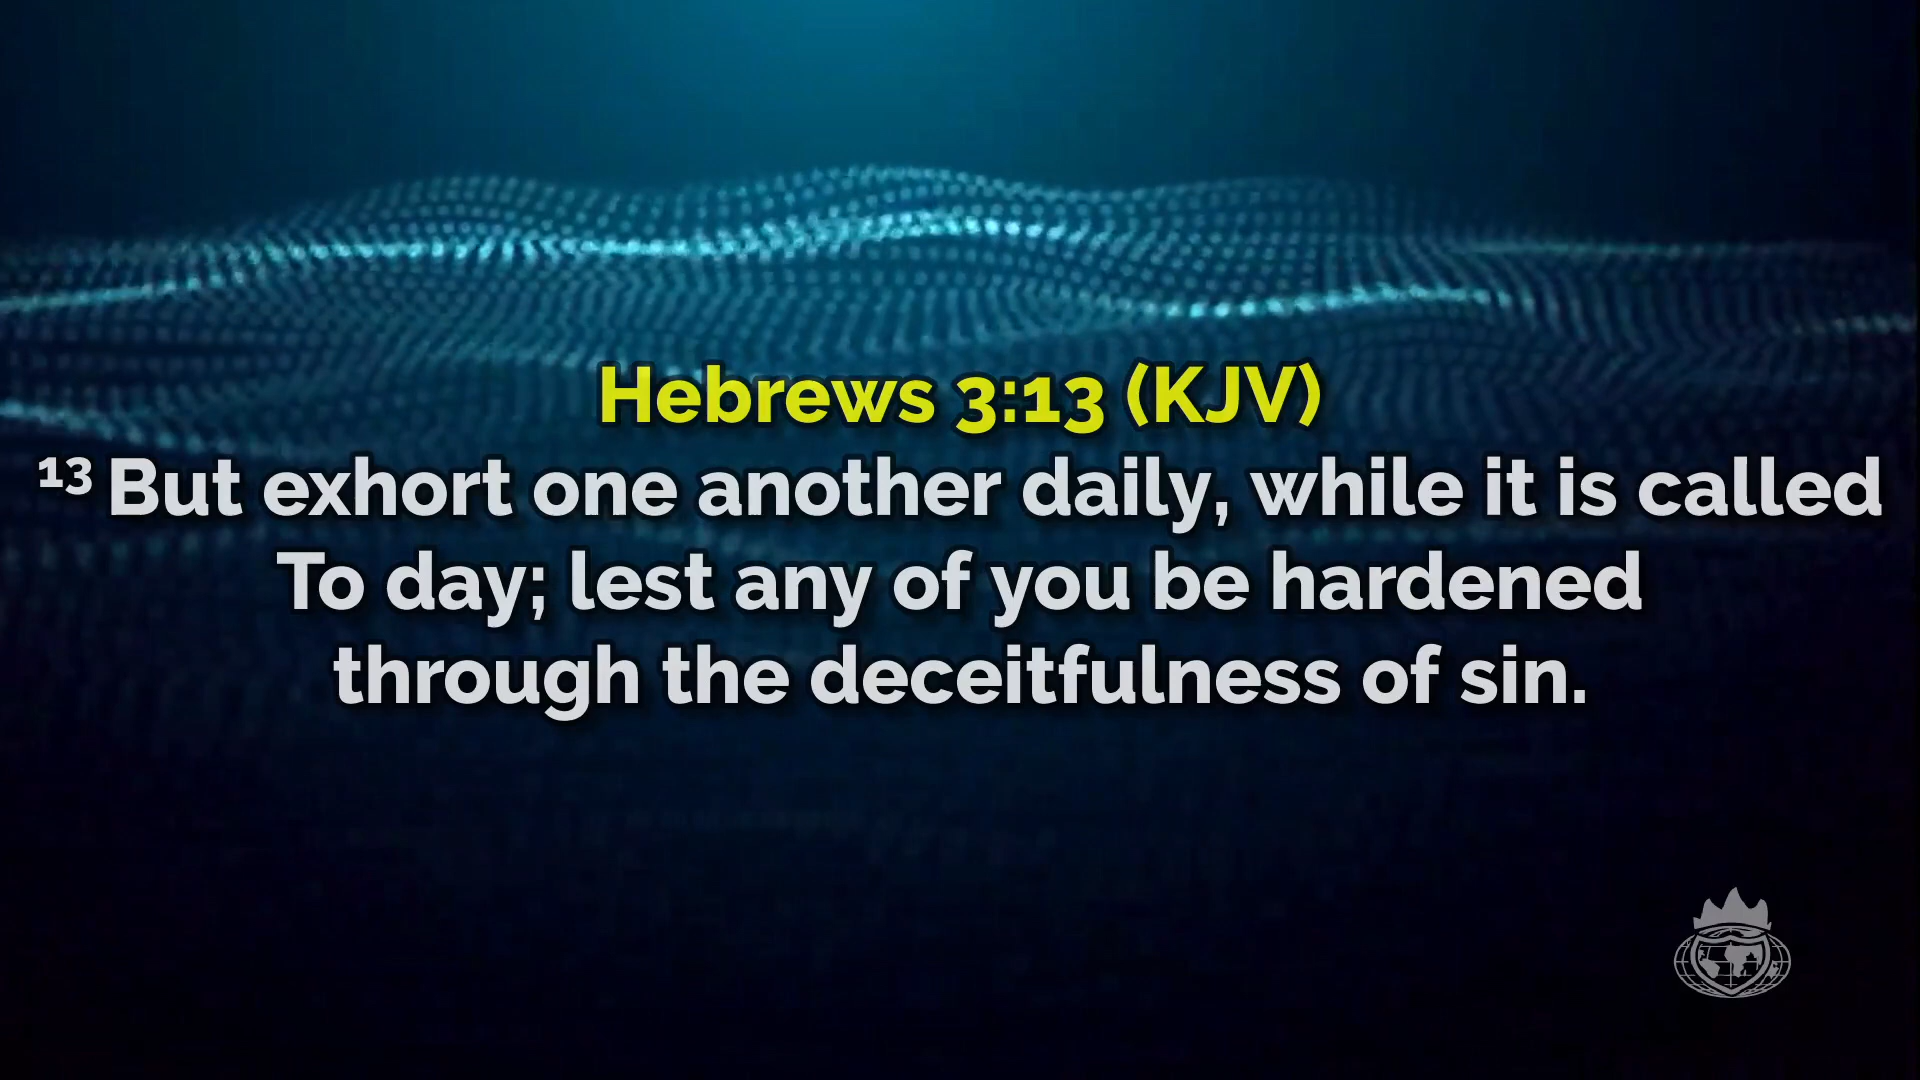 Hebrews 3:13 (KJV)
¹³ But exhort one another daily, while it is called
To day; lest any of you be hardened
through the deceitfulness of sin.